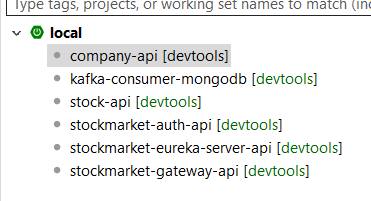 Type tags, projects, or working set names to match (in
local
company-api [devtools]
kafka-consumer-mongodb [devtools]
stock-api [devtools]
stockmarket-auth-api [devtools]
stockmarket-eureka-server-api [devtools]
stockmarket-gateway-api [devtools]